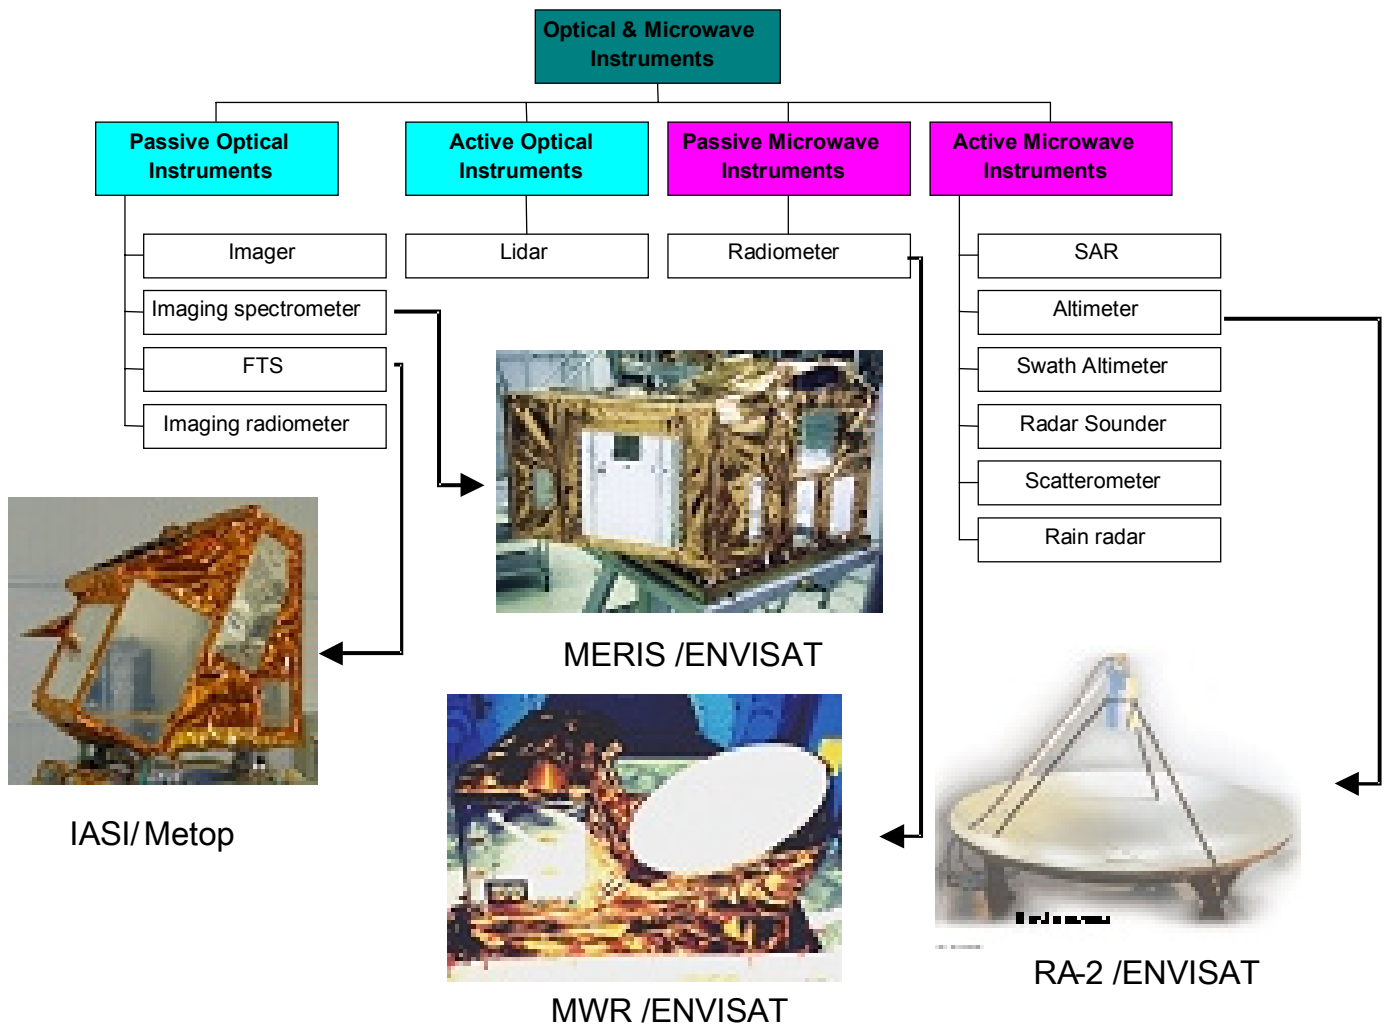 Optical & Microwave
Instruments
Passive Optical
Instruments
Active Optical
Instruments
Passive Microwave
Instruments
Active Microwave
Instruments
Imager
Lidar
Radiometer
SAR
Imaging spectrometer
Altimeter
FTS
Swath Altimeter
Imaging radiometer
Radar Sounder
Scatterometer
Rain radar
MERIS /ENVISAT
IASI/ Metop
RA-2 /ENVISAT
MWR /ENVISAT